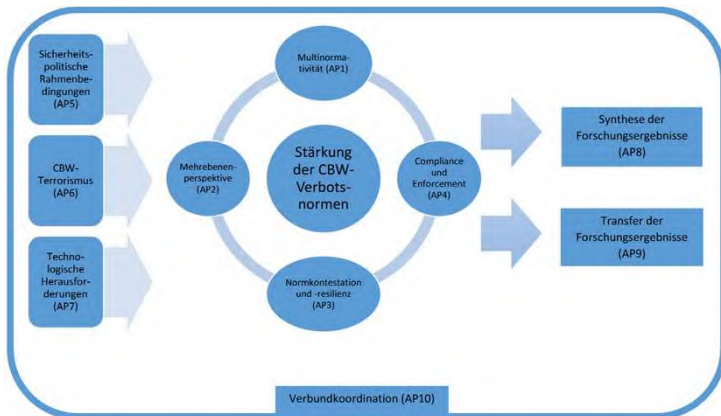 Sicherheits-
politische
Rahmenbe-
dingungen
(AP5)
CBW-
Terrorismus
(AP6)
Techno-
logische
Herausfor-
derungen
(AP7)
Multinorma-
tivität (AP1)
Mehrebenen-
perspektive
(AP2)
Stärkung
der CBW-
Verbots-
normen
Compliance
und
Enforcement
(AP4)
Normkontestation
und -resilienz
(AP3)
Synthese der
Forschungsergebnisse
(AP8)
Transfer der
Forschungsergebnisse
(AP9)
Verbundkoordination (AP10)